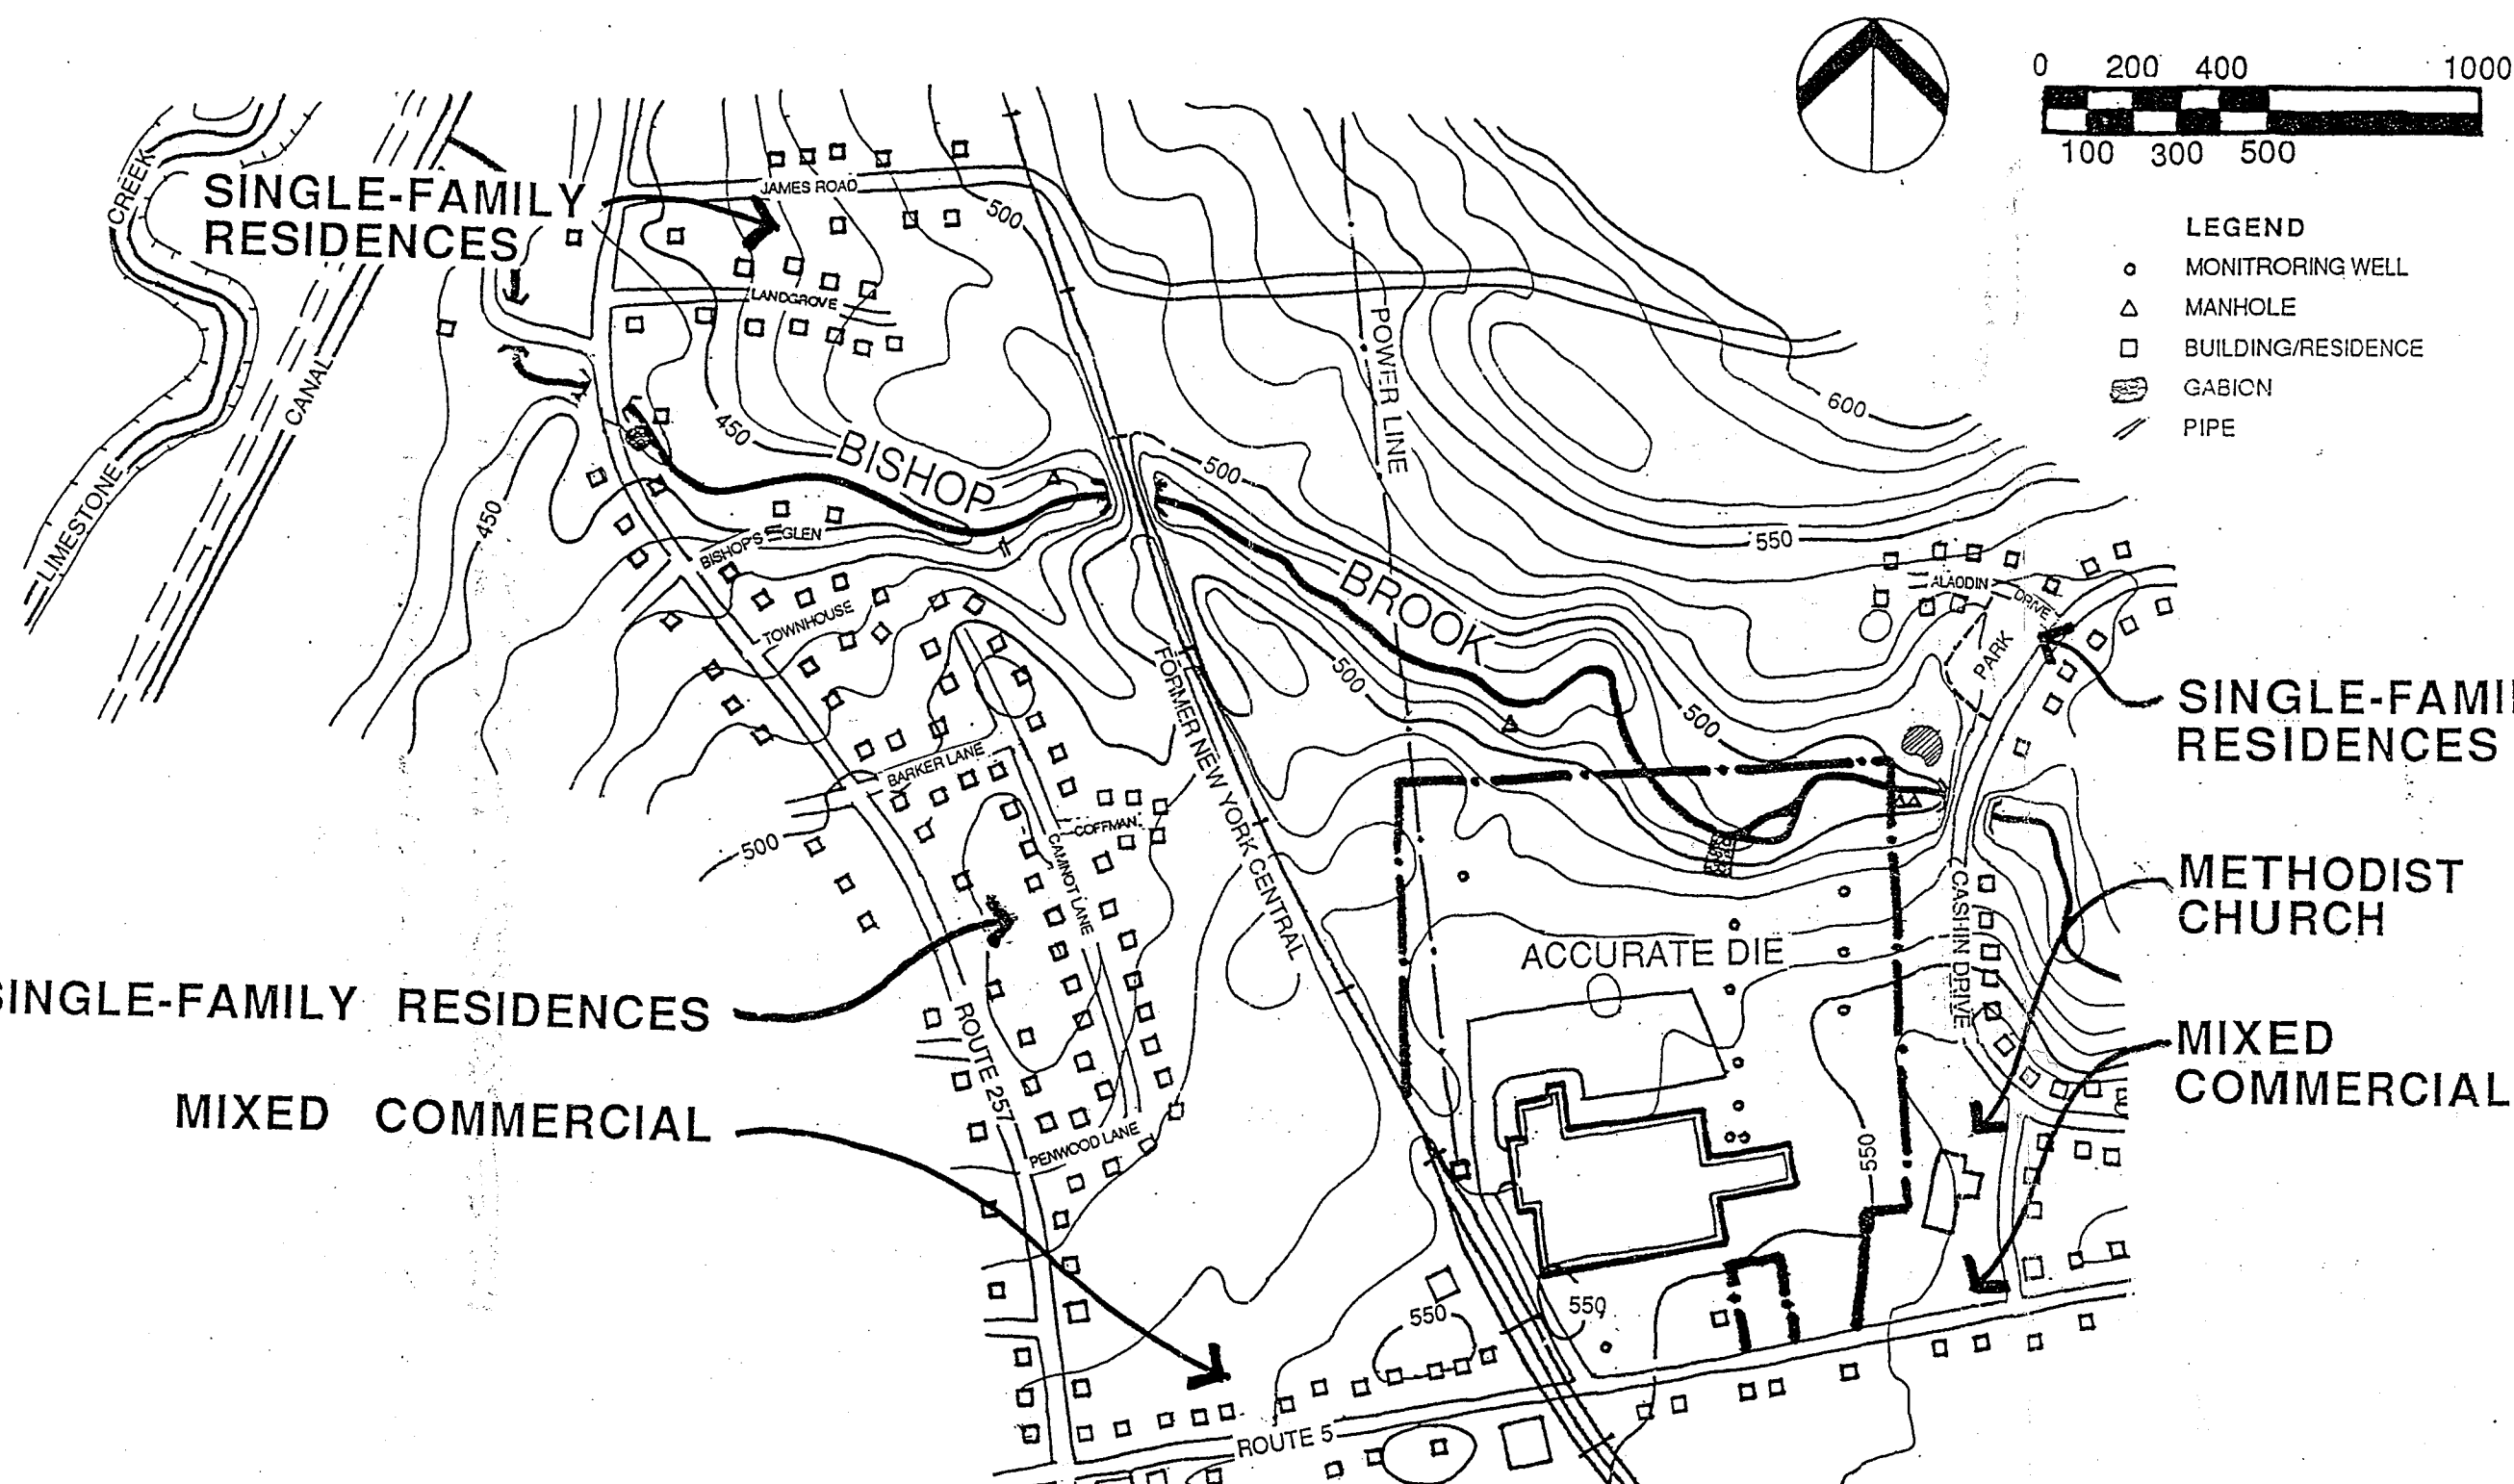 0 200 400 1000
100 300 500
LEGEND
MONITRORING WELL
MANHOLE
BUILDING/RESIDENCE
GABION
PIPE
SINGLE-FAMILY
RESIDENCES
CREEK
LIMESTONE
CANAL
JAMES ROAD
500
LANDGROVE
POWER LINE
600
450
BISHOP
500
450
550
BISHOP'S GLEN
BROOK
ALADDIN
DRIVE
PARK
TOWNHOUSE
500
500
SINGLE-FAMI
RESIDENCES
FORMER NEW YORK CENTRAL
BARKER LANE
COFFMAN
500
CAMNOT LANE
METHODIST
CHURCH
CASHIN DRIVE
ACCURATE DIE
SINGLE-FAMILY RESIDENCES
ROUTE 257
MIXED
COMMERCIAL
MIXED COMMERCIAL
PENWOOD LANE
550
550
550
ROUTE 5